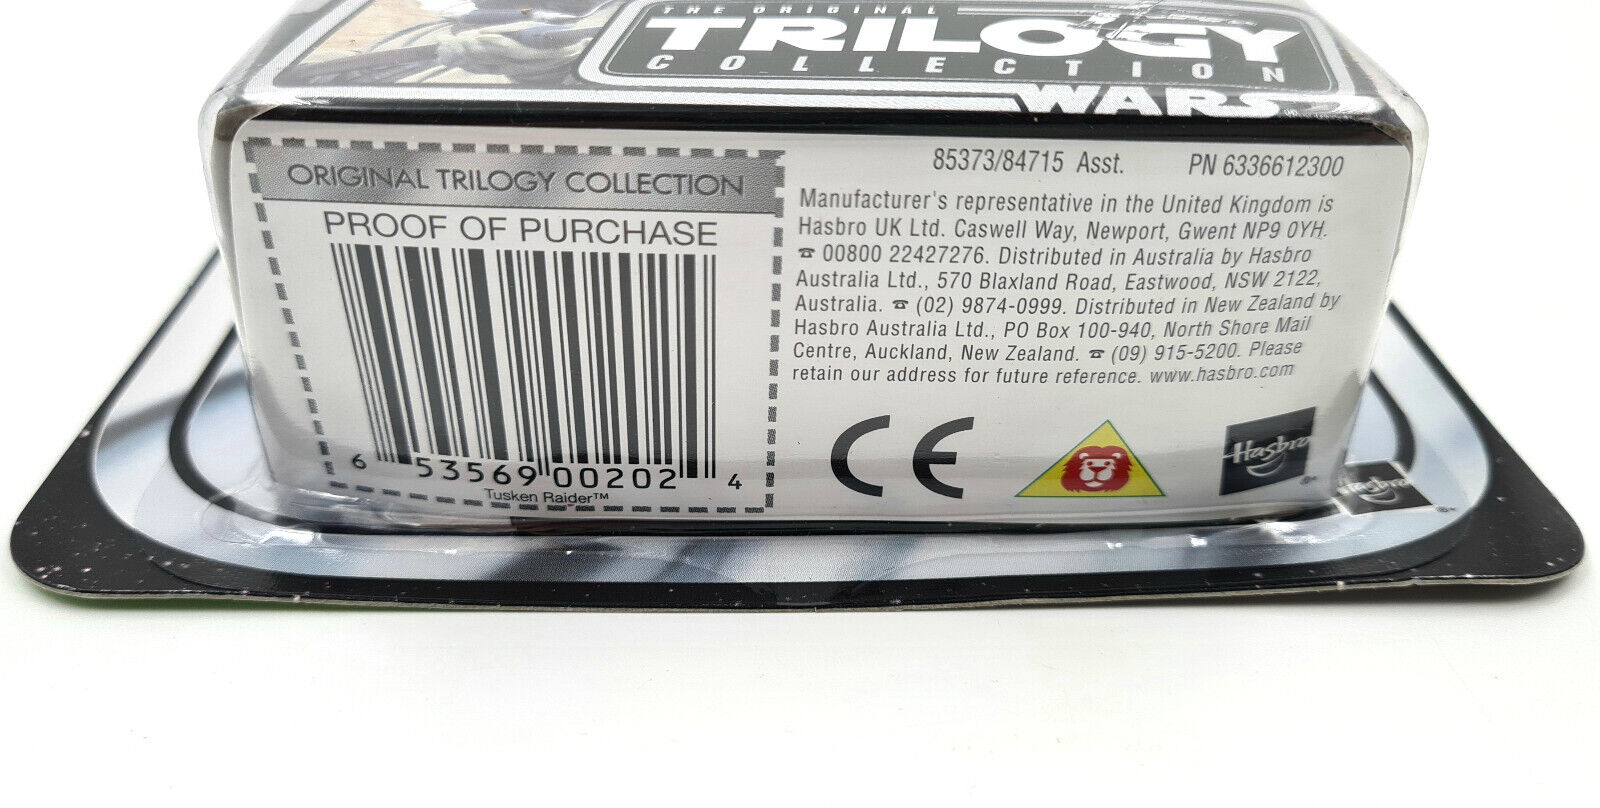 THE ORIGINAL
TRILOGY
COLLECTION
WARS
ORIGINAL TRILOGY COLLECTION
PROOF OF PURCHASE
6 53569 00202 4
Tusken Raider™
85373/84715 Asst. PN 6336612300
Manufacturer's representative in the United Kingdom is
Hasbro UK Ltd. Caswell Way, Newport, Gwent NP9 0YH.
☎ 00800 22427276. Distributed in Australia by Hasbro
Australia Ltd., 570 Blaxland Road, Eastwood, NSW 2122,
Australia. ☎ (02) 9874-0999. Distributed in New Zealand by
Hasbro Australia Ltd., PO Box 100-940, North Shore Mail
Centre, Auckland, New Zealand. ☎ (09) 915-5200. Please
retain our address for future reference. www.hasbro.com
CE
Hasbro
Hasbro